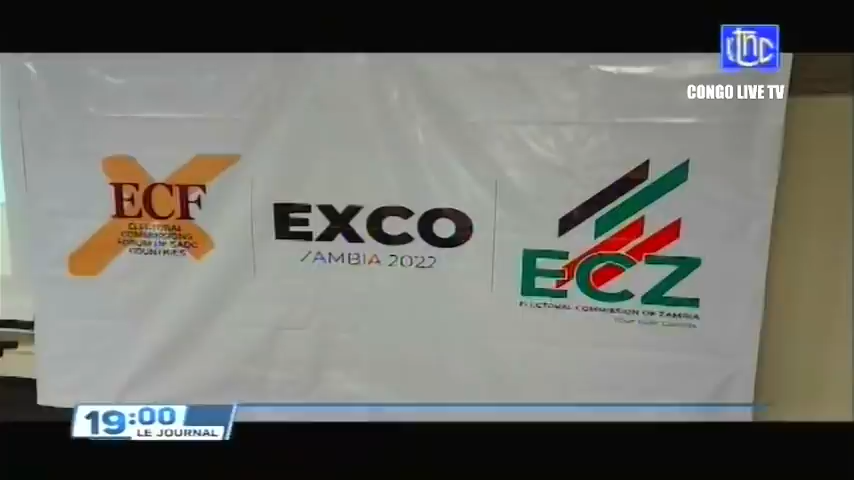 rtnc
CONGO LIVE TV
ECF
ELECTORAL
COMMISSIONS
FORUM OF SADC
COUNTRIES
EXCO
ZAMBIA 2022
ECZ
ELECTORAL COMMISSION OF ZAMBIA
19:00
LE JOURNAL